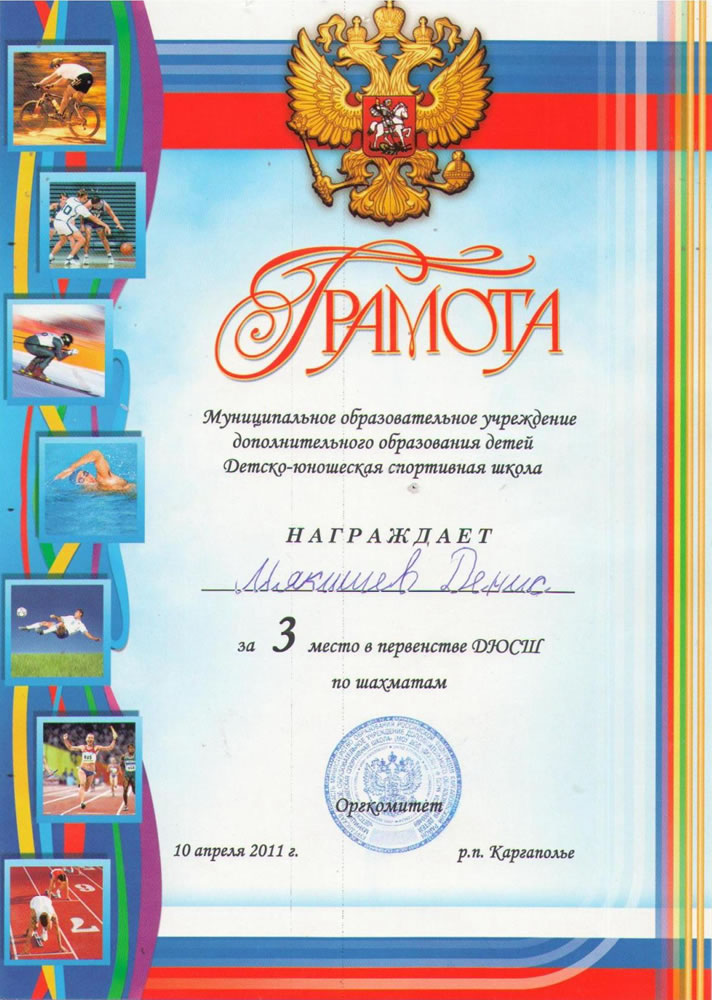 Грамота
Муниципальное образовательное учреждение
дополнительного образования детей
Детско-юношеская спортивная школа
НАГРАЖДАЕТ
Мякишев Денис
за 3 место в первенстве ДЮСШ
по шахматам
Оргкомитет
10 апреля 2011 г.
р.п. Каргаполье